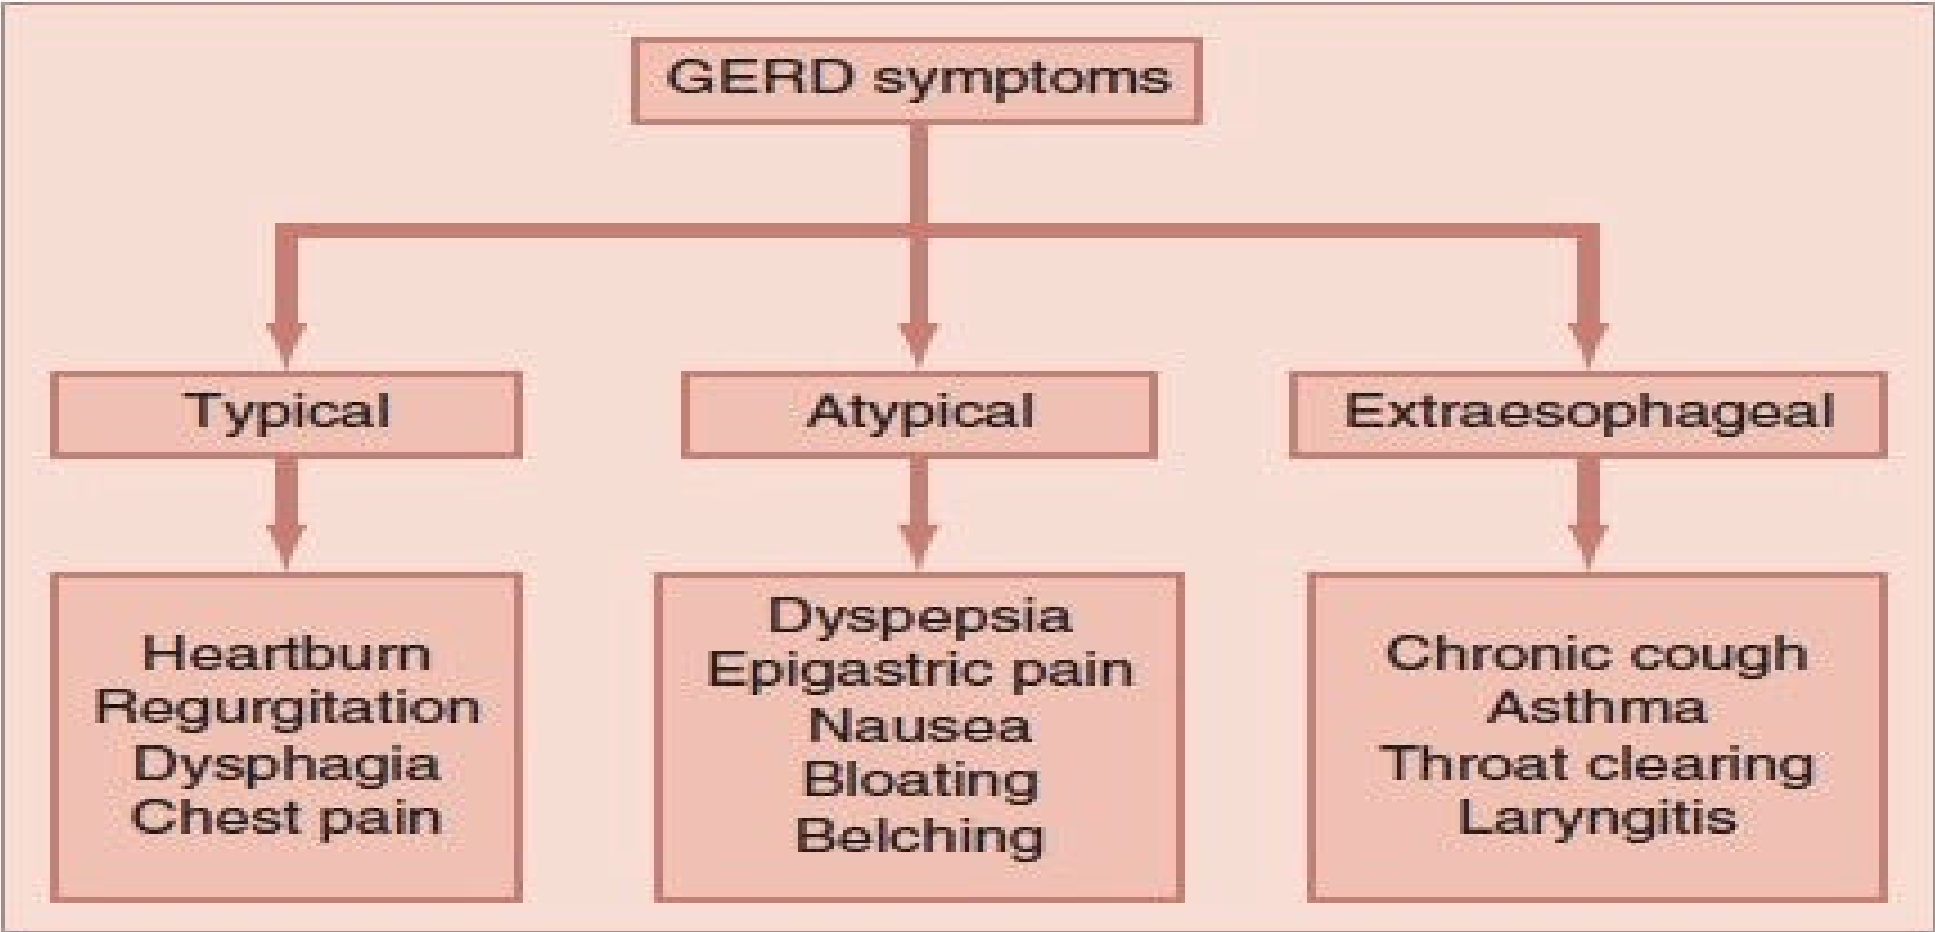 GERD symptoms
Typical
Atypical
Extraesophageal
Heartburn
Regurgitation
Dysphagia
Chest pain
Dyspepsia
Epigastric pain
Nausea
Bloating
Belching
Chronic cough
Asthma
Throat clearing
Laryngitis